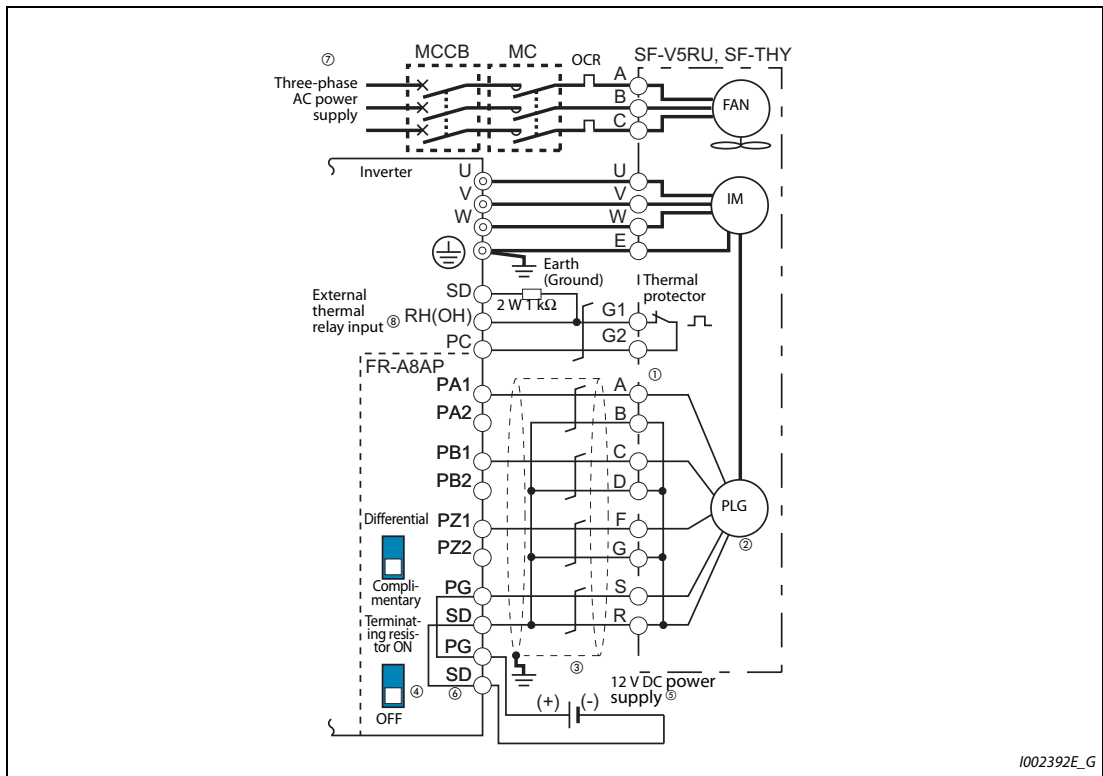 ⑦ MCCB MC OCR SF-V5RU, SF-THY
Three-phase
AC power
supply
A
B
C
FAN
Inverter
U U
V V
W W
E
IM
Earth
(Ground)
External
thermal
relay input ⑧
SD
2 W 1 kΩ
RH(OH)
PC
G1
G2
Thermal
protector
FR-A8AP
①
PA1 A
PA2 B
PB1 C
PB2 D
PZ1 F
PZ2 G
PG S
SD R
PG
SD
⑥
PLG
②
Differential
Compli-
mentary
Terminat-
ing resis-
tor ON
④
OFF
③
12 V DC power
supply ⑤
(+) (-)
I002392E_G